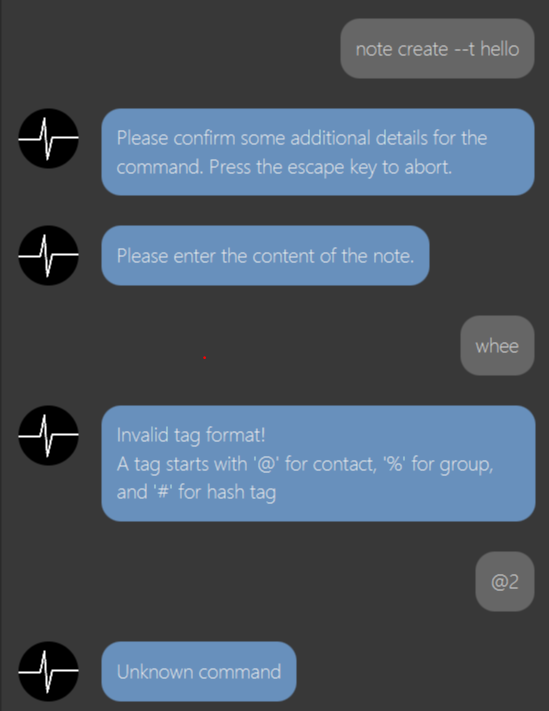 note create --t hello
Please confirm some additional details for the
command. Press the escape key to abort.
Please enter the content of the note.
whee
Invalid tag format!
A tag starts with '@' for contact, '%' for group,
and '#' for hash tag
@2
Unknown command